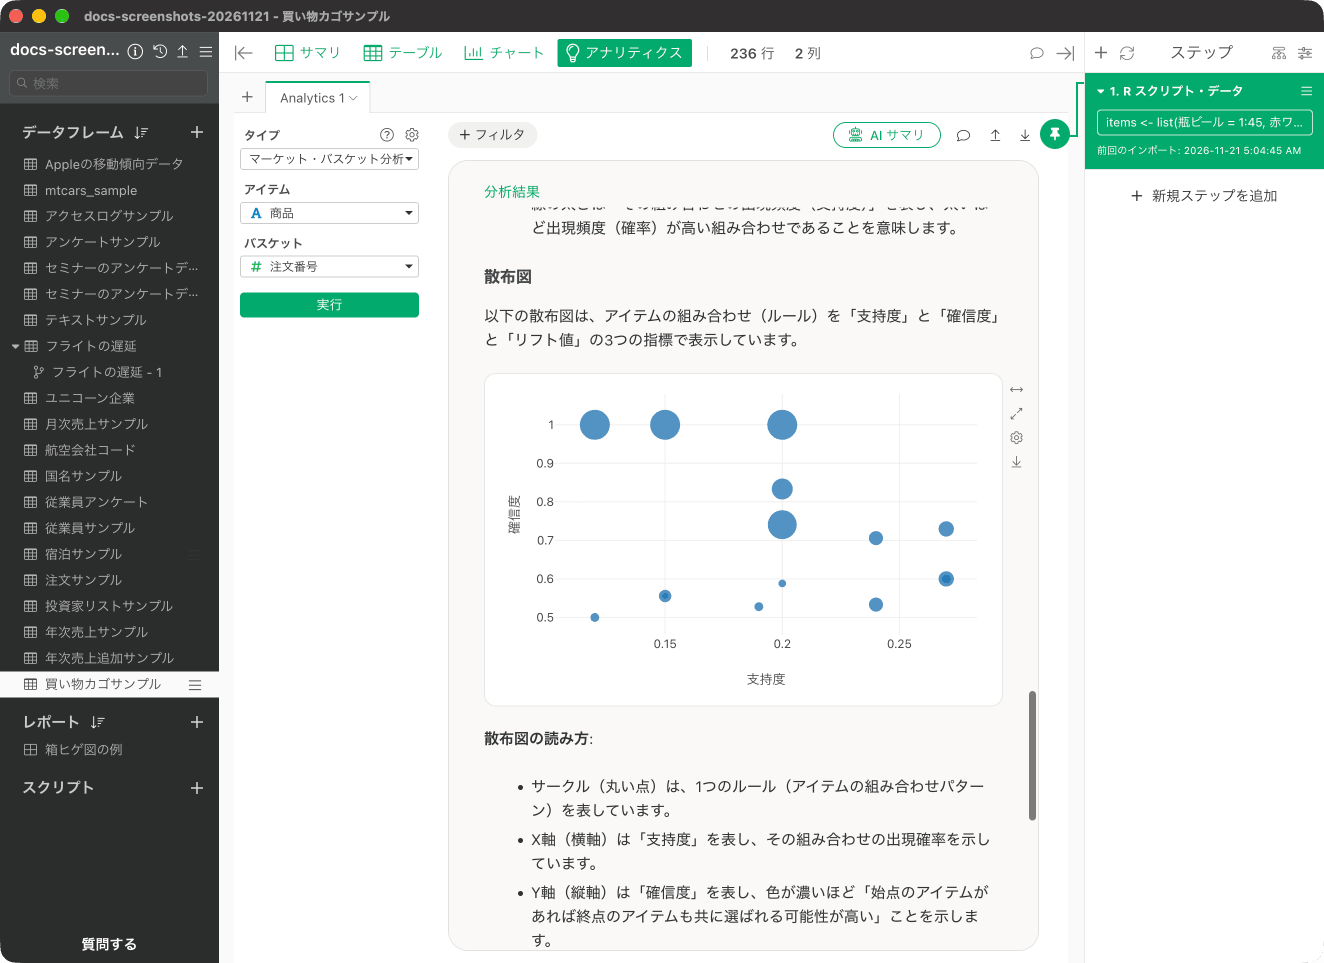 docs-screenshots-20261121 - 買い物カゴサンプル
docs-screen...
検索
データフレーム
Appleの移動傾向データ
mtcars_sample
アクセスログサンプル
アンケートサンプル
セミナーのアンケートデ…
セミナーのアンケートデ…
テキストサンプル
フライトの遅延
フライトの遅延 - 1
ユニコーン企業
月次売上サンプル
航空会社コード
国名サンプル
従業員アンケート
従業員サンプル
宿泊サンプル
注文サンプル
投資家リストサンプル
年次売上サンプル
年次売上追加サンプル
買い物カゴサンプル
レポート
箱ヒゲ図の例
スクリプト
質問する
サマリ
テーブル
チャート
アナリティクス
236 行
2 列
Analytics 1
タイプ
マーケット・バスケット分析
アイテム
A 商品
バスケット
# 注文番号
実行
+ フィルタ
AI サマリ
分析結果
ど出現頻度（確率）が高い組み合わせであることを意味します。
散布図
以下の散布図は、アイテムの組み合わせ（ルール）を「支持度」と「確信度」
と「リフト値」の3つの指標で表示しています。
1
0.9
0.8
0.7
0.6
0.5
確信度
0.15
0.2
0.25
支持度
散布図の読み方:
• サークル（丸い点）は、1つのルール（アイテムの組み合わせパター
ン）を表しています。
• X軸（横軸）は「支持度」を表し、その組み合わせの出現確率を示し
ています。
• Y軸（縦軸）は「確信度」を表し、色が濃いほど「始点のアイテムが
あれば終点のアイテムも共に選ばれる可能性が高い」ことを示しま
す。
ステップ
1. R スクリプト・データ
items <- list(瓶ビール = 1:45, 赤ワ...
前回のインポート: 2026-11-21 5:04:45 AM
+ 新規ステップを追加